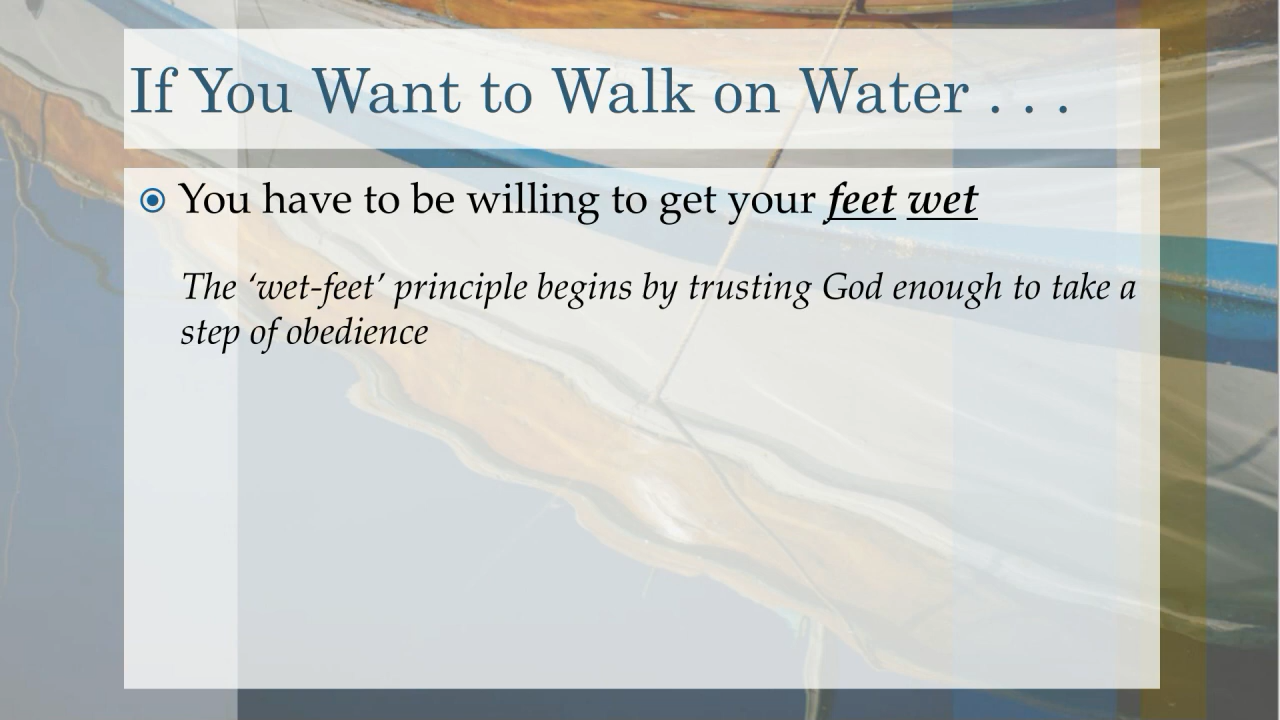 If You Want to Walk on Water . . .
You have to be willing to get your feet wet
The ‘wet-feet’ principle begins by trusting God enough to take a
step of obedience